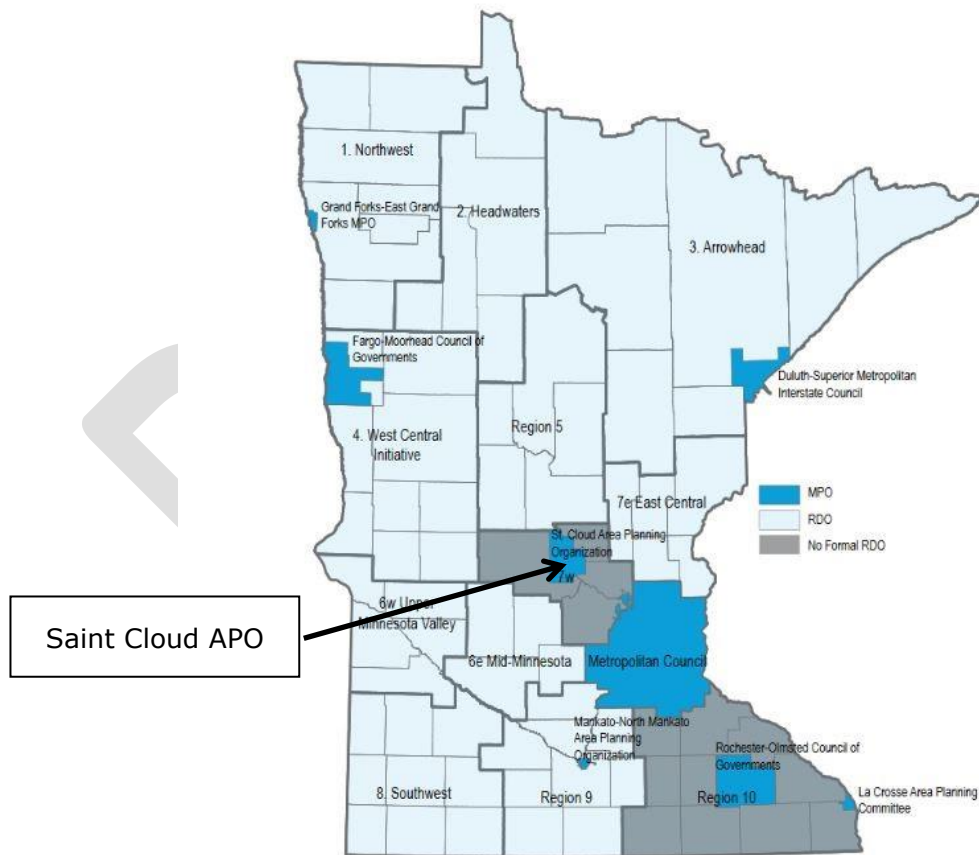 1. Northwest
Grand Forks-East Grand
Forks MPO
2. Headwaters
3. Arrowhead
Fargo-Moorhead Council of
Governments
Duluth-Superior Metropolitan
Interstate Council
Region 5
4. West Central
Initiative
7e East Central
MPO
RDO
No Formal RDO
St. Cloud Area Planning
Organization
7w
Saint Cloud APO
6w Upper
Minnesota Valley
6e Mid-Minnesota
Metropolitan Council
Mankato-North Mankato
Area Planning
Organization
Rochester-Olmsted Council of
Governments
8. Southwest
Region 9
Region 10
La Crosse Area Planning
Committee